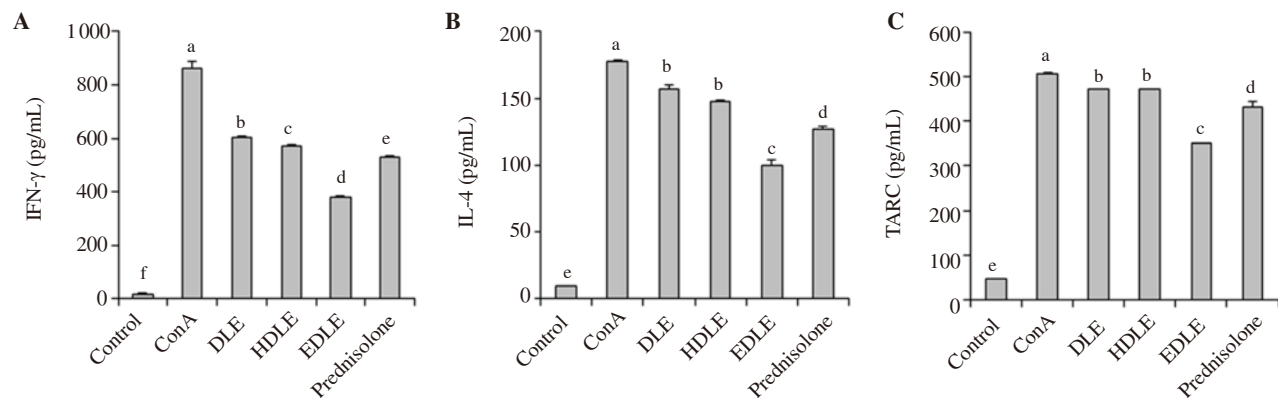 A
IFN-γ (pg/mL)
1 000
800
600
400
200
0
f
a
b
c
d
e
Control
ConA
DLE
HDLE
EDLE
Prednisolone
B
IL-4 (pg/mL)
200
150
100
50
0
e
a
b
b
c
d
Control
ConA
DLE
HDLE
EDLE
Prednisolone
C
TARC (pg/mL)
600
500
400
300
200
100
0
e
a
b
b
c
d
Control
ConA
DLE
HDLE
EDLE
Prednisolone